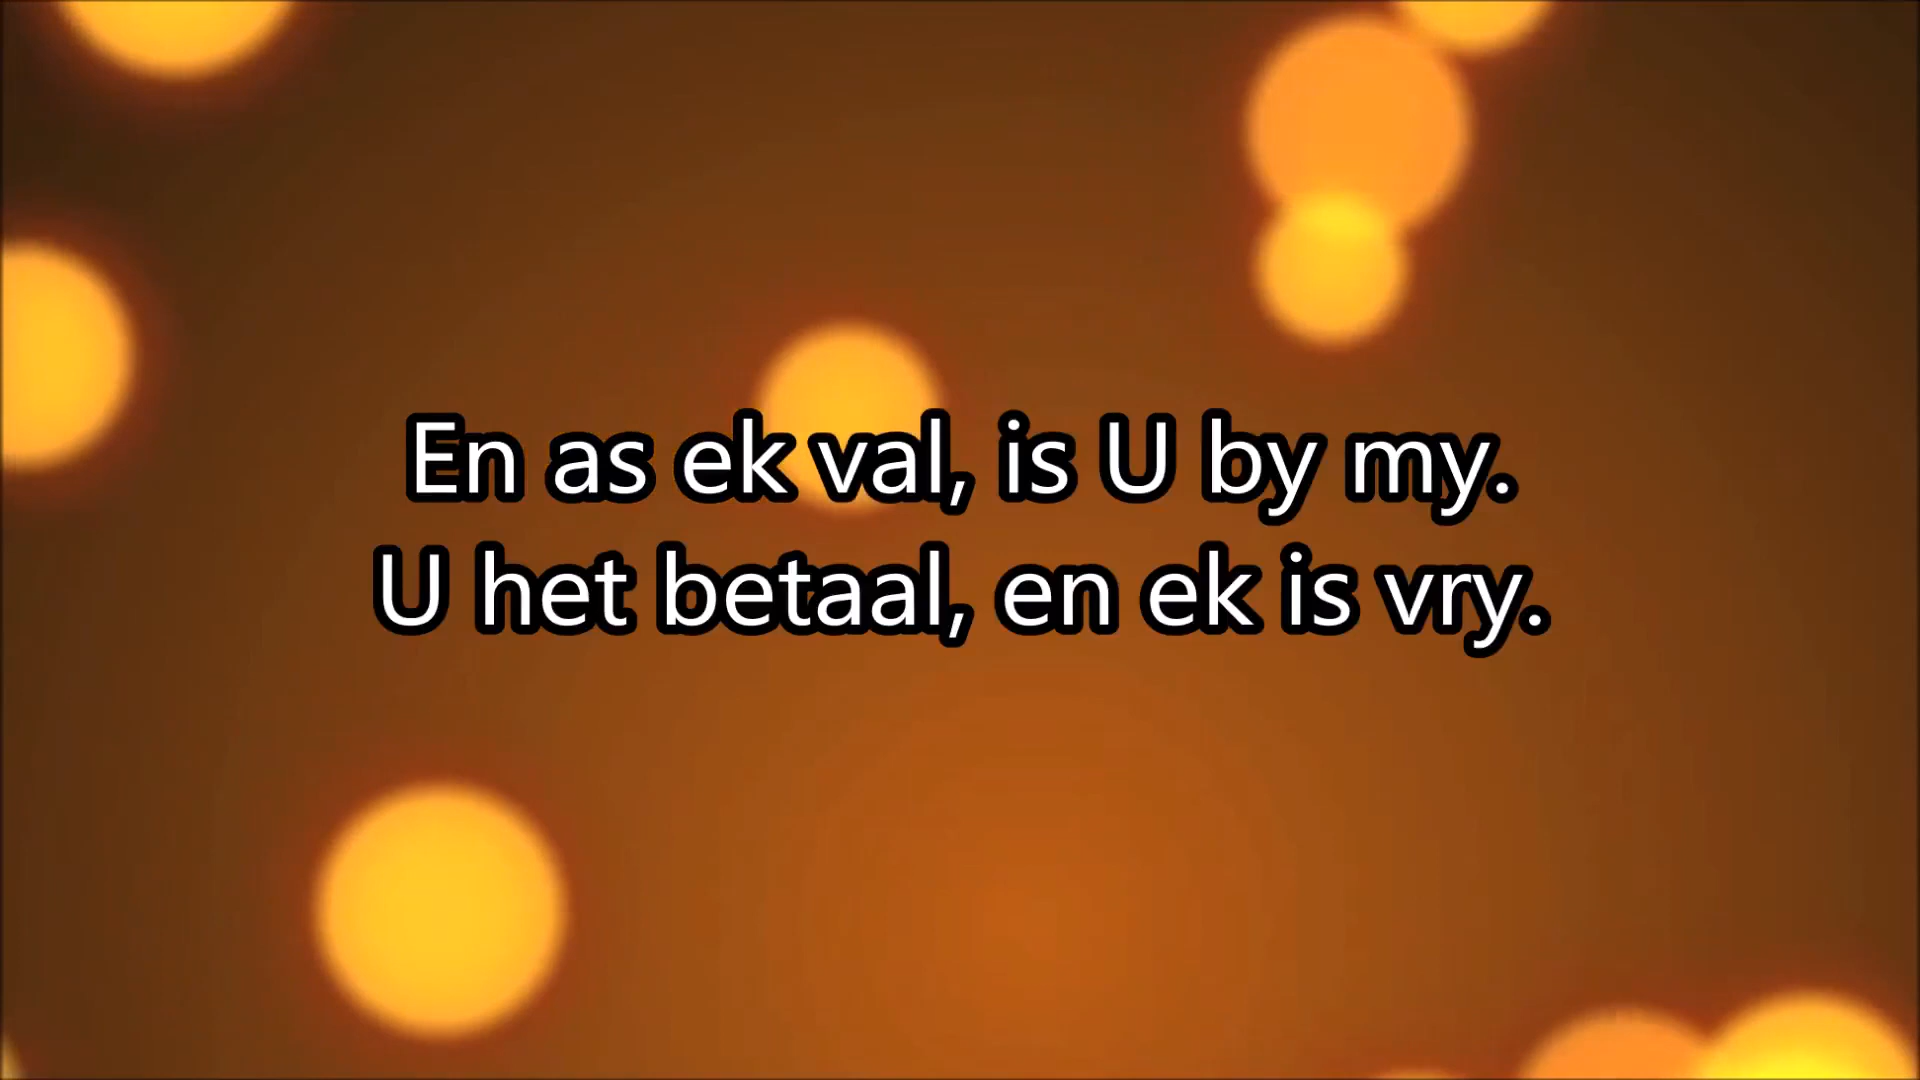 En as ek val, is U by my.
U het betaal, en ek is vry.